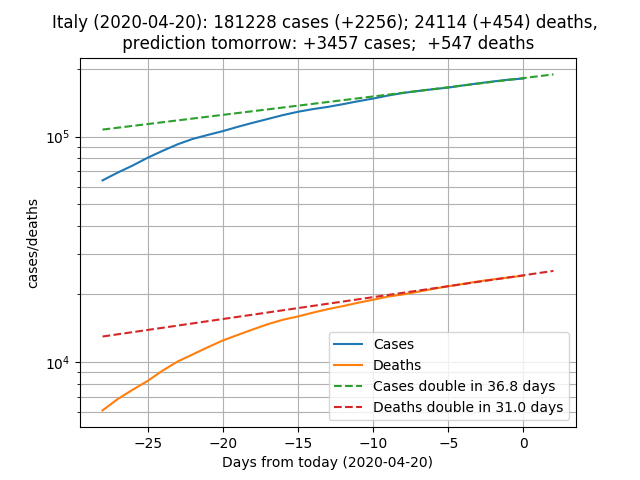 Italy (2020-04-20): 181228 cases (+2256); 24114 (+454) deaths,
prediction tomorrow: +3457 cases;  +547 deaths
cases/deaths
10^5
10^4
Cases
Deaths
Cases double in 36.8 days
Deaths double in 31.0 days
−25 −20 −15 −10 −5 0
Days from today (2020-04-20)